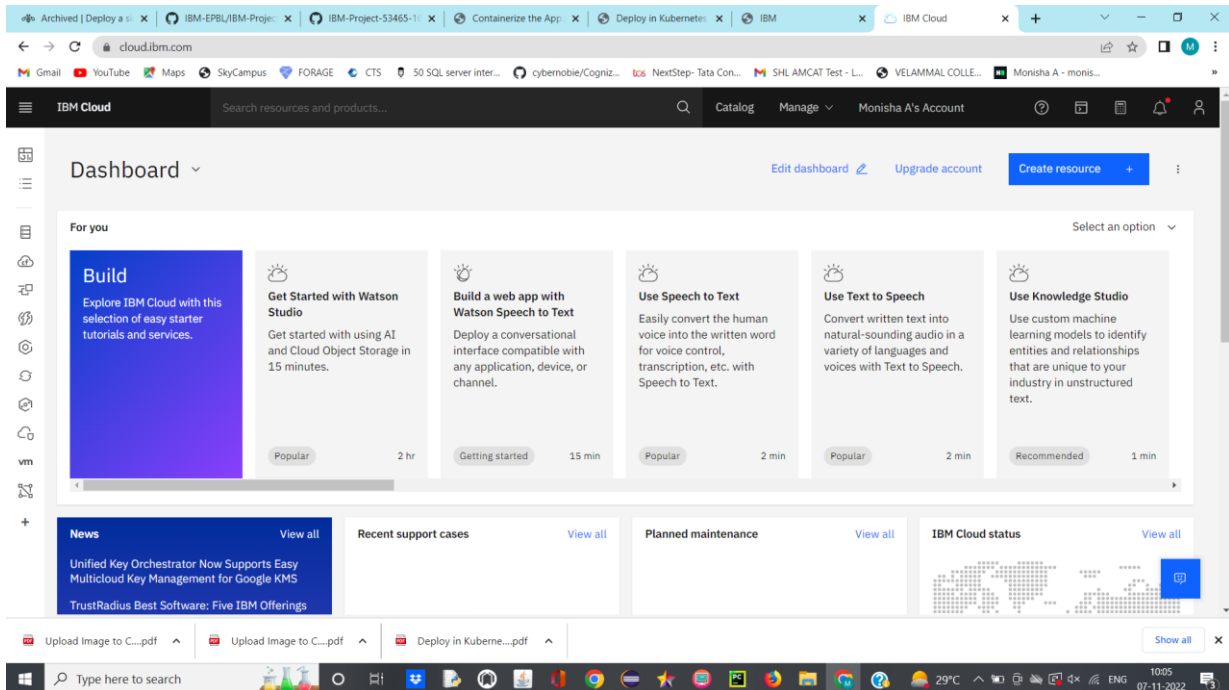 Archived | Deploy a si
IBM-EPBL/IBM-Projec
IBM-Project-53465-16
Containerize the App
Deploy in Kubernetes
IBM
IBM Cloud
cloud.ibm.com
M
Gmail
YouTube
Maps
SkyCampus
FORAGE
CTS
50 SQL server inter...
cybernobie/Cogniz...
NextStep- Tata Con...
SHL AMCAT Test - L...
VELAMMAL COLLE...
Monisha A - monis...
IBM Cloud
Search resources and products...
Catalog
Manage
Monisha A's Account
Dashboard
Edit dashboard
Upgrade account
Create resource +
For you
Select an option
Build
Explore IBM Cloud with this
selection of easy starter
tutorials and services.
Get Started with Watson
Studio
Get started with using AI
and Cloud Object Storage in
15 minutes.
Popular 2 hr
Build a web app with
Watson Speech to Text
Deploy a conversational
interface compatible with
any application, device, or
channel.
Getting started 15 min
Use Speech to Text
Easily convert the human
voice into the written word
for voice control,
transcription, etc. with
Speech to Text.
Popular 2 min
Use Text to Speech
Convert written text into
natural-sounding audio in a
variety of languages and
voices with Text to Speech.
Popular 2 min
Use Knowledge Studio
Use custom machine
learning models to identify
entities and relationships
that are unique to your
industry in unstructured
text.
Recommended 1 min
vm
News View all
Unified Key Orchestrator Now Supports Easy
Multicloud Key Management for Google KMS
TrustRadius Best Software: Five IBM Offerings
Recent support cases View all
Planned maintenance View all
IBM Cloud status View all
Upload Image to C....pdf
Upload Image to C....pdf
Deploy in Kuberne....pdf
Show all
Type here to search
29°C
ENG
10:05
07-11-2022